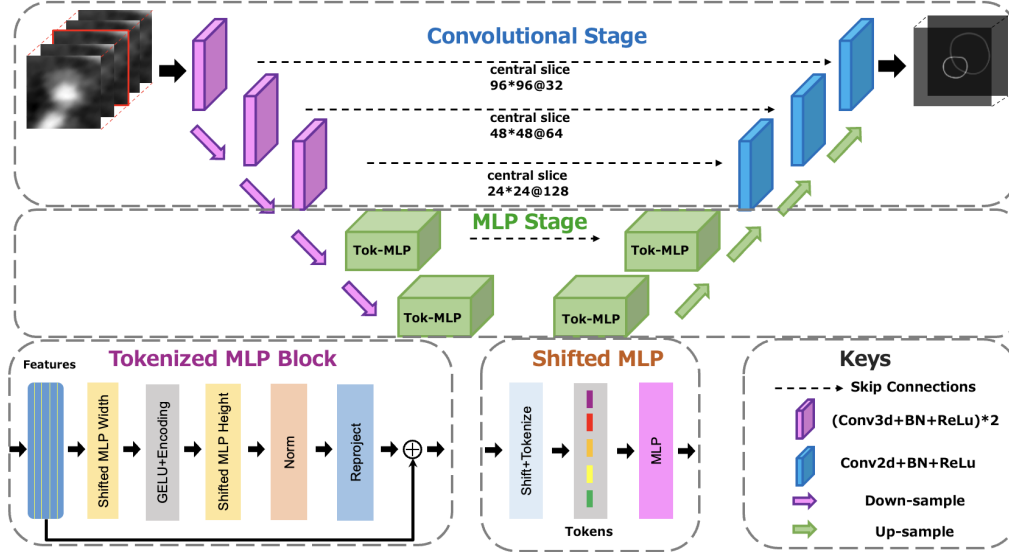 Convolutional Stage
central slice
96*96@32
central slice
48*48@64
central slice
24*24@128
MLP Stage
Tok-MLP
Tok-MLP
Tok-MLP
Tok-MLP
Tokenized MLP Block
Features
Shifted MLP Width
GELU+Encoding
Shifted MLP Height
Norm
Reproject
Shifted MLP
Shift+Tokenize
Tokens
MLP
Keys
Skip Connections
(Conv3d+BN+ReLu)*2
Conv2d+BN+ReLu
Down-sample
Up-sample